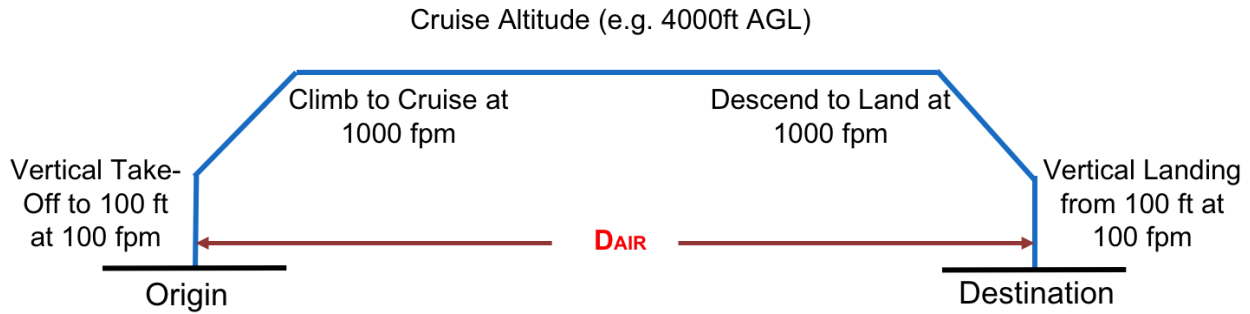 Cruise Altitude (e.g. 4000ft AGL)
Climb to Cruise at
1000 fpm
Descend to Land at
1000 fpm
Vertical Take-
Off to 100 ft
at 100 fpm
Vertical Landing
from 100 ft at
100 fpm
DAIR
Origin
Destination